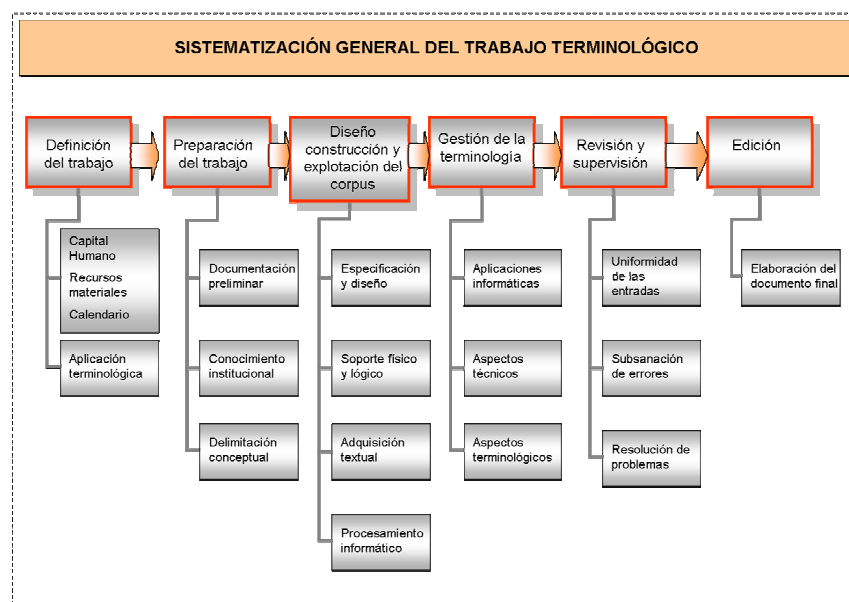 SISTEMATIZACIÓN GENERAL DEL TRABAJO TERMINOLÓGICO
Definición
del trabajo
Preparación
del trabajo
Diseño
construcción y
explotación del
corpus
Gestión de la
terminología
Revisión y
supervisión
Edición
Capital
Humano
Recursos
materiales
Calendario
Aplicación
terminológica
Documentación
preliminar
Conocimiento
institucional
Delimitación
conceptual
Especificación
y diseño
Soporte físico
y lógico
Adquisición
textual
Procesamiento
informático
Aplicaciones
informáticas
Aspectos
técnicos
Aspectos
terminológicos
Uniformidad
de las
entradas
Subsanación
de errores
Resolución de
problemas
Elaboración del
documento final